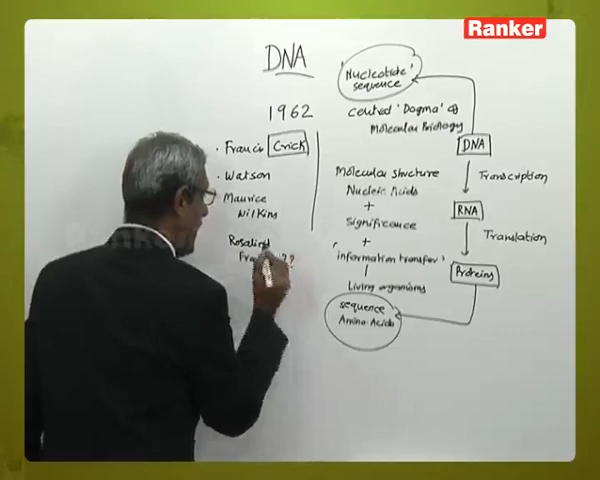 Ranker
DNA
1962
· Francis Crick
· Watson
Maurice
Wilkins
Rosalind
??
'Nucleotide'
sequence
central 'Dogma' of
Molecular Biology
Molecular structure
Nucleic Acids
+
Significance
+
'information transfer'
Living organisms
sequence
Amino Acids
DNA
Transcription
RNA
Translation
Proteins